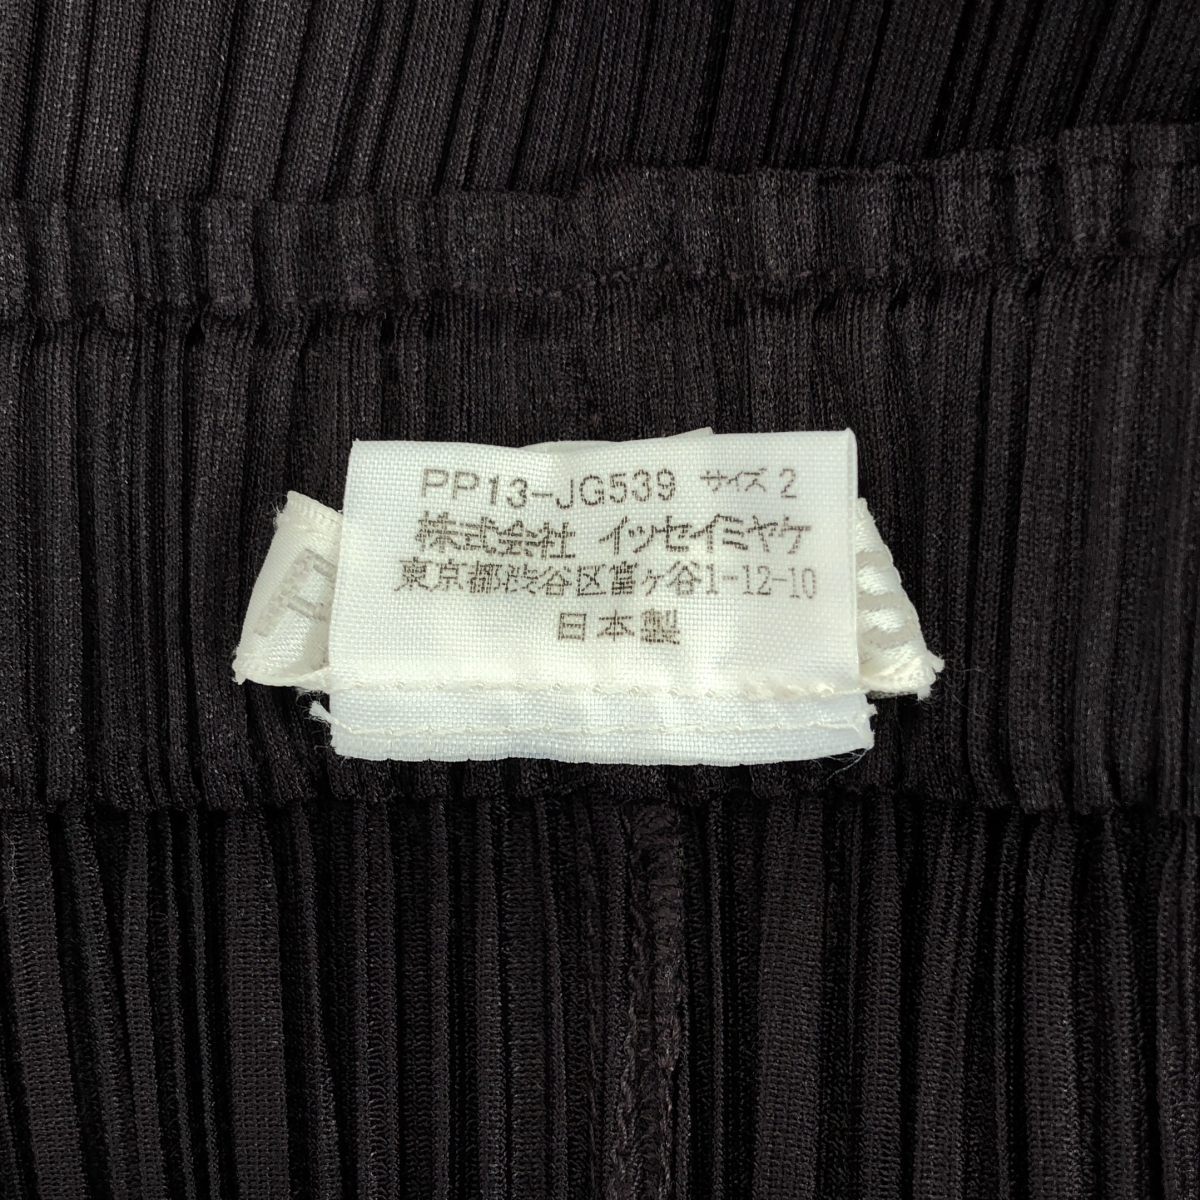 PP13-JG539 サイズ 2
株式会社 イッセイミヤケ
東京都渋谷区富ヶ谷1-12-10
日本製